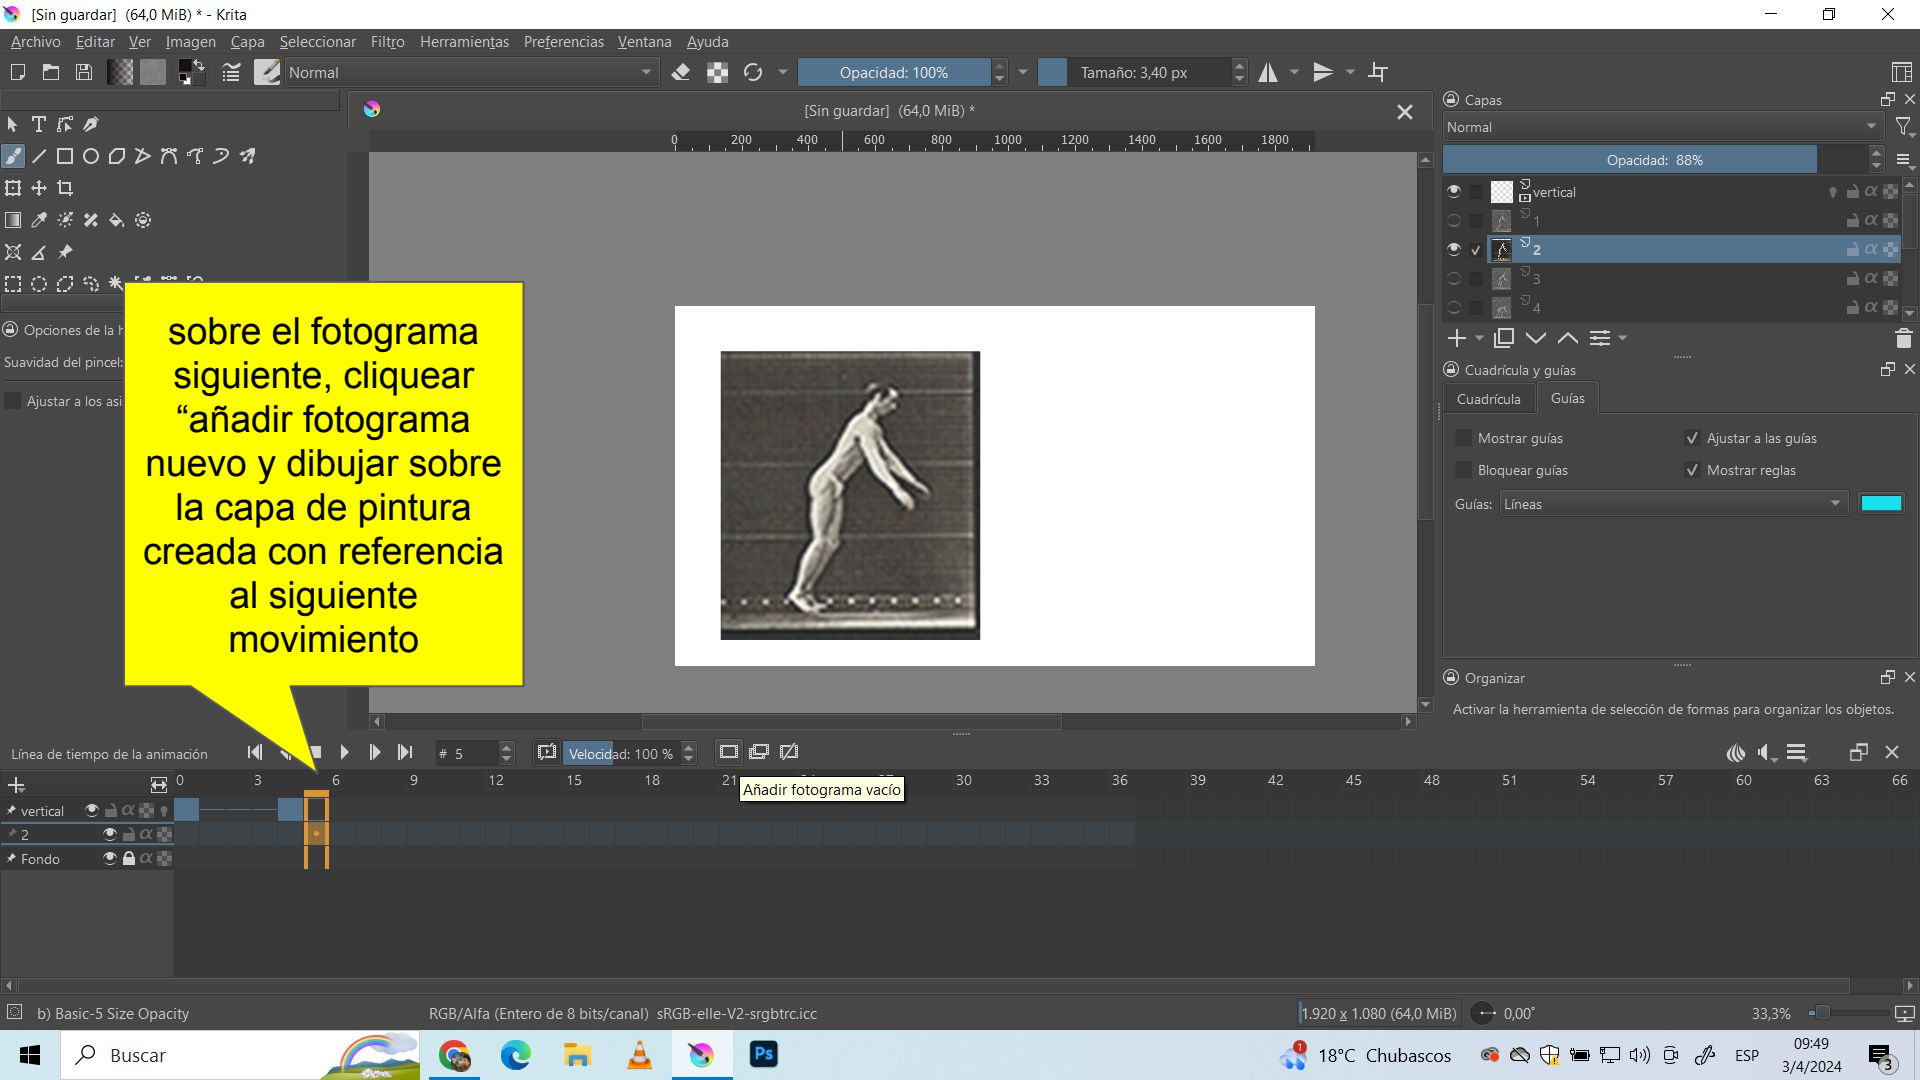 [Sin guardar] (64,0 MiB) * - Krita
Archivo Editar Ver Imagen Capa Seleccionar Filtro Herramientas Preferencias Ventana Ayuda
Normal
Opacidad: 100%
Tamaño: 3,40 px
[Sin guardar] (64,0 MiB) *
0 200 400 600 800 1000 1200 1400 1600 1800
Capas
Normal
Opacidad: 88%
vertical
1
2
3
4
Opciones de la h
Suavidad del pincel:
Ajustar a los asi
sobre el fotograma
siguiente, cliquear
“añadir fotograma
nuevo y dibujar sobre
la capa de pintura
creada con referencia
al siguiente
movimiento
Cuadrícula y guías
Cuadrícula Guías
Mostrar guías Ajustar a las guías
Bloquear guías Mostrar reglas
Guías: Líneas
Organizar
Activar la herramienta de selección de formas para organizar los objetos.
Línea de tiempo de la animación
# 5
Velocidad: 100 %
0 3 6 9 12 15 18 21 30 33 36 39 42 45 48 51 54 57 60 63 66
Añadir fotograma vacío
vertical
2
Fondo
b) Basic-5 Size Opacity
RGB/Alfa (Entero de 8 bits/canal) sRGB-elle-V2-srgbtrc.icc
1.920 x 1.080 (64,0 MiB)
0,00°
33,3%
Buscar
Ps
1
18°C Chubascos
ESP
09:49
3/4/2024
3